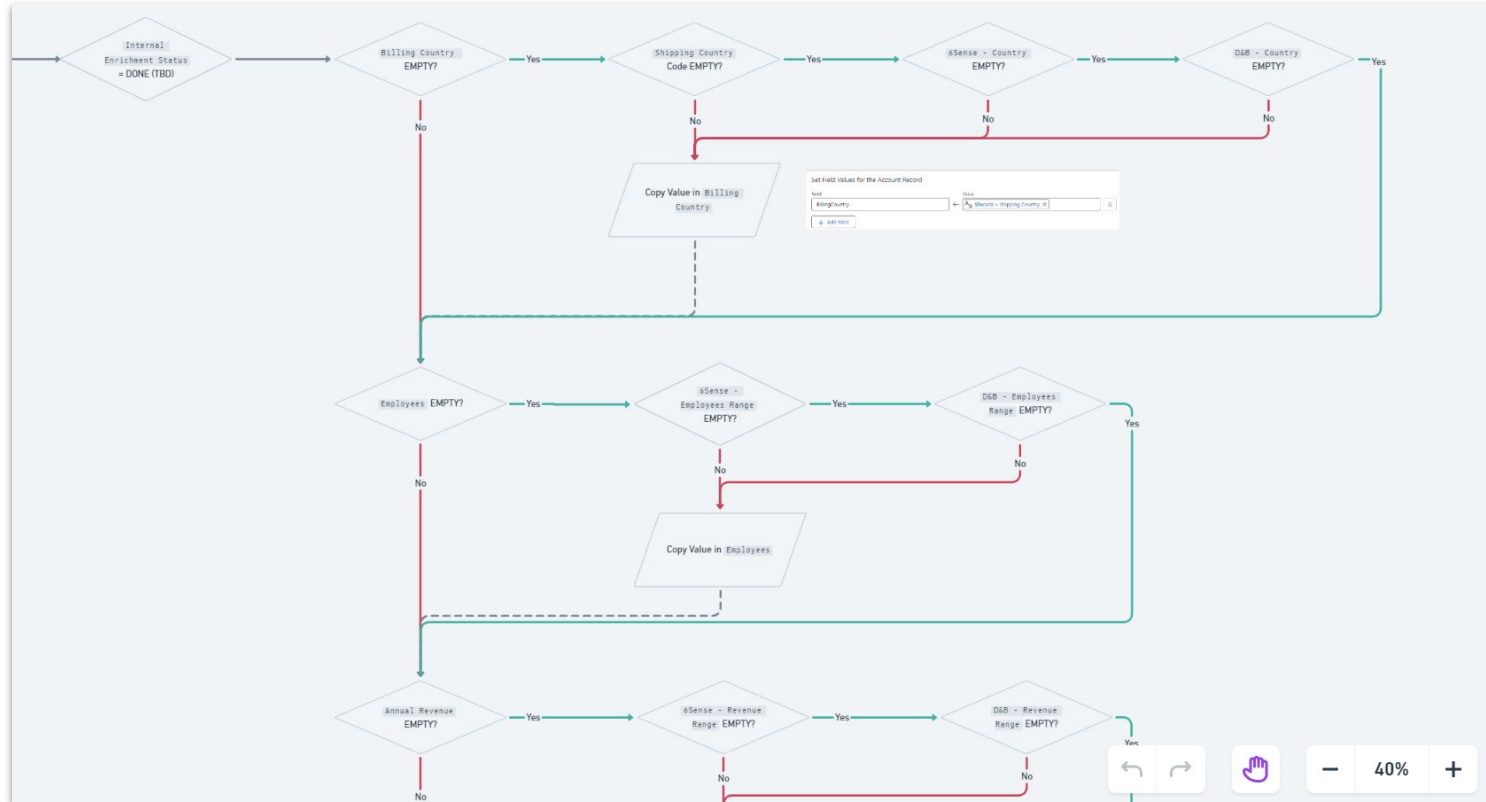 Internal
Enrichment Status
= DONE (TBD)
Billing Country
EMPTY?
Yes
Shipping Country
Code EMPTY?
Yes
6Sense - Country
EMPTY?
Yes
D&B - Country
EMPTY?
Yes
No
No
No
No
Copy Value in Billing
Country
Set Field Values for the Account Record
Field
Value
BillingCountry
$Record > Shipping Country ×
+ Add Field
Employees EMPTY?
Yes
6Sense -
Employees Range
EMPTY?
Yes
D&B - Employees
Range EMPTY?
Yes
No
No
No
Copy Value in Employees
Annual Revenue
EMPTY?
Yes
6Sense - Revenue
Range EMPTY?
Yes
D&B - Revenue
Range EMPTY?
Yes
No
No
No
40%